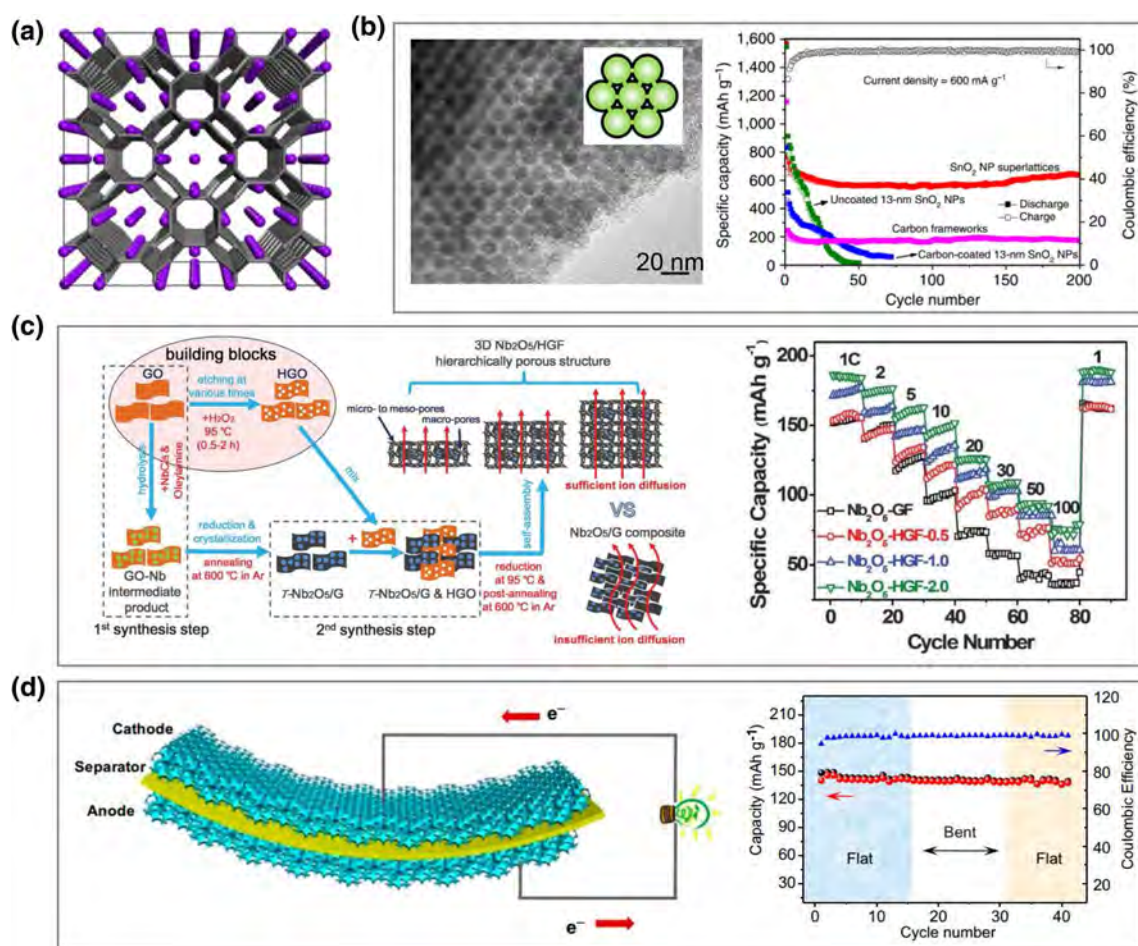 (a)
(b)
20 nm
Specific capacity (mAh g⁻¹)
1,600
1,400
1,200
1,000
800
600
400
200
0
Current density = 600 mA g⁻¹
SnO₂ NP superlattices
Uncoated 13-nm SnO₂ NPs
Discharge
Charge
Carbon frameworks
Carbon-coated 13-nm SnO₂ NPs
0 50 100 150 200
Cycle number
100
80
60
40
20
0
Coulombic efficiency (%)
(c)
building blocks
GO
HGO
etching at
various times
+H₂O₂
95 °C
(0.5-2 h)
hydrolysis
Oleylamine
mix
GO-Nb
intermediate
product
1st synthesis step
reduction &
crystallization
annealing
at 600 °C in Ar
+
T-Nb₂O₅/G
T-Nb₂O₅/G & HGO
2nd synthesis step
self-assembly
reduction
at 95 °C &
post-annealing
at 600 °C in Ar
3D Nb₂O₅/HGF
hierarchically porous structure
micro- to meso-pores
macro-pores
sufficient ion diffusion
VS
Nb₂O₅/G composite
insufficient ion diffusion
Specific Capacity (mAh g⁻¹)
200
150
100
50
1C
2
5
10
20
30
50
100
1
Nb₂O₅-GF
Nb₂O₅-HGF-0.5
Nb₂O₅-HGF-1.0
Nb₂O₅-HGF-2.0
0 10 20 30 40 50 60 70 80 90
Cycle Number
(d)
Cathode
Separator
Anode
e⁻
e⁻
Capacity (mAh g⁻¹)
210
180
150
120
90
60
30
Flat
Bent
Flat
0 10 20 30 40
Cycle number
120
100
80
60
40
20
Coulombic Efficiency